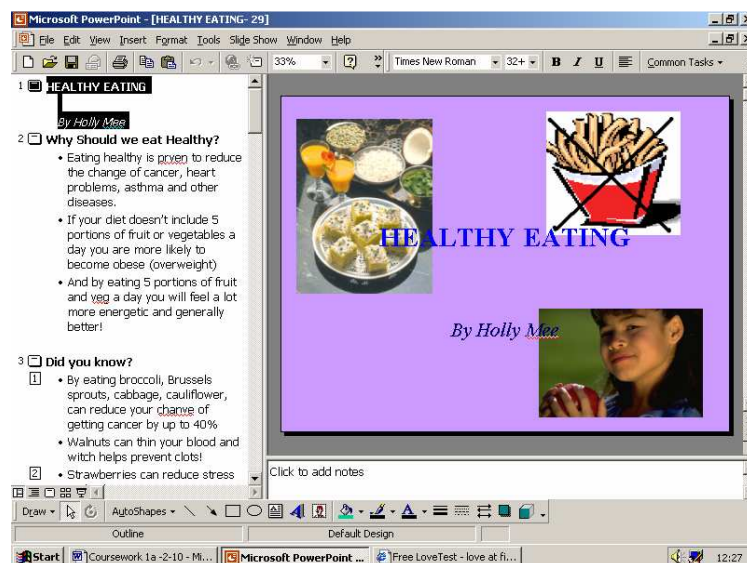 Microsoft PowerPoint - [HEALTHY EATING- 29]
File Edit View Insert Format Tools Slide Show Window Help
33% Times New Roman 32+ B I U Common Tasks
1 HEALTHY EATING
By Holly Mee
2 Why Should we eat Healthy?
• Eating healthy is prven to reduce
the change of cancer, heart
problems, asthma and other
diseases.
• If your diet doesn't include 5
portions of fruit or vegetables a
day you are more likely to
become obese (overweight)
• And by eating 5 portions of fruit
and veg a day you will feel a lot
more energetic and generally
better!
3 Did you know?
1 • By eating broccoli, Brussels
sprouts, cabbage, cauliflower,
can reduce your chanve of
getting cancer by up to 40%
• Walnuts can thin your blood and
witch helps prevent clots!
2 • Strawberries can reduce stress
HEALTHY EATING
By Holly Mee
Click to add notes
Draw AutoShapes
Outline Default Design
Start Coursework 1a -2-10 - Mi... Microsoft PowerPoint ... Free LoveTest - love at fi... 12:27